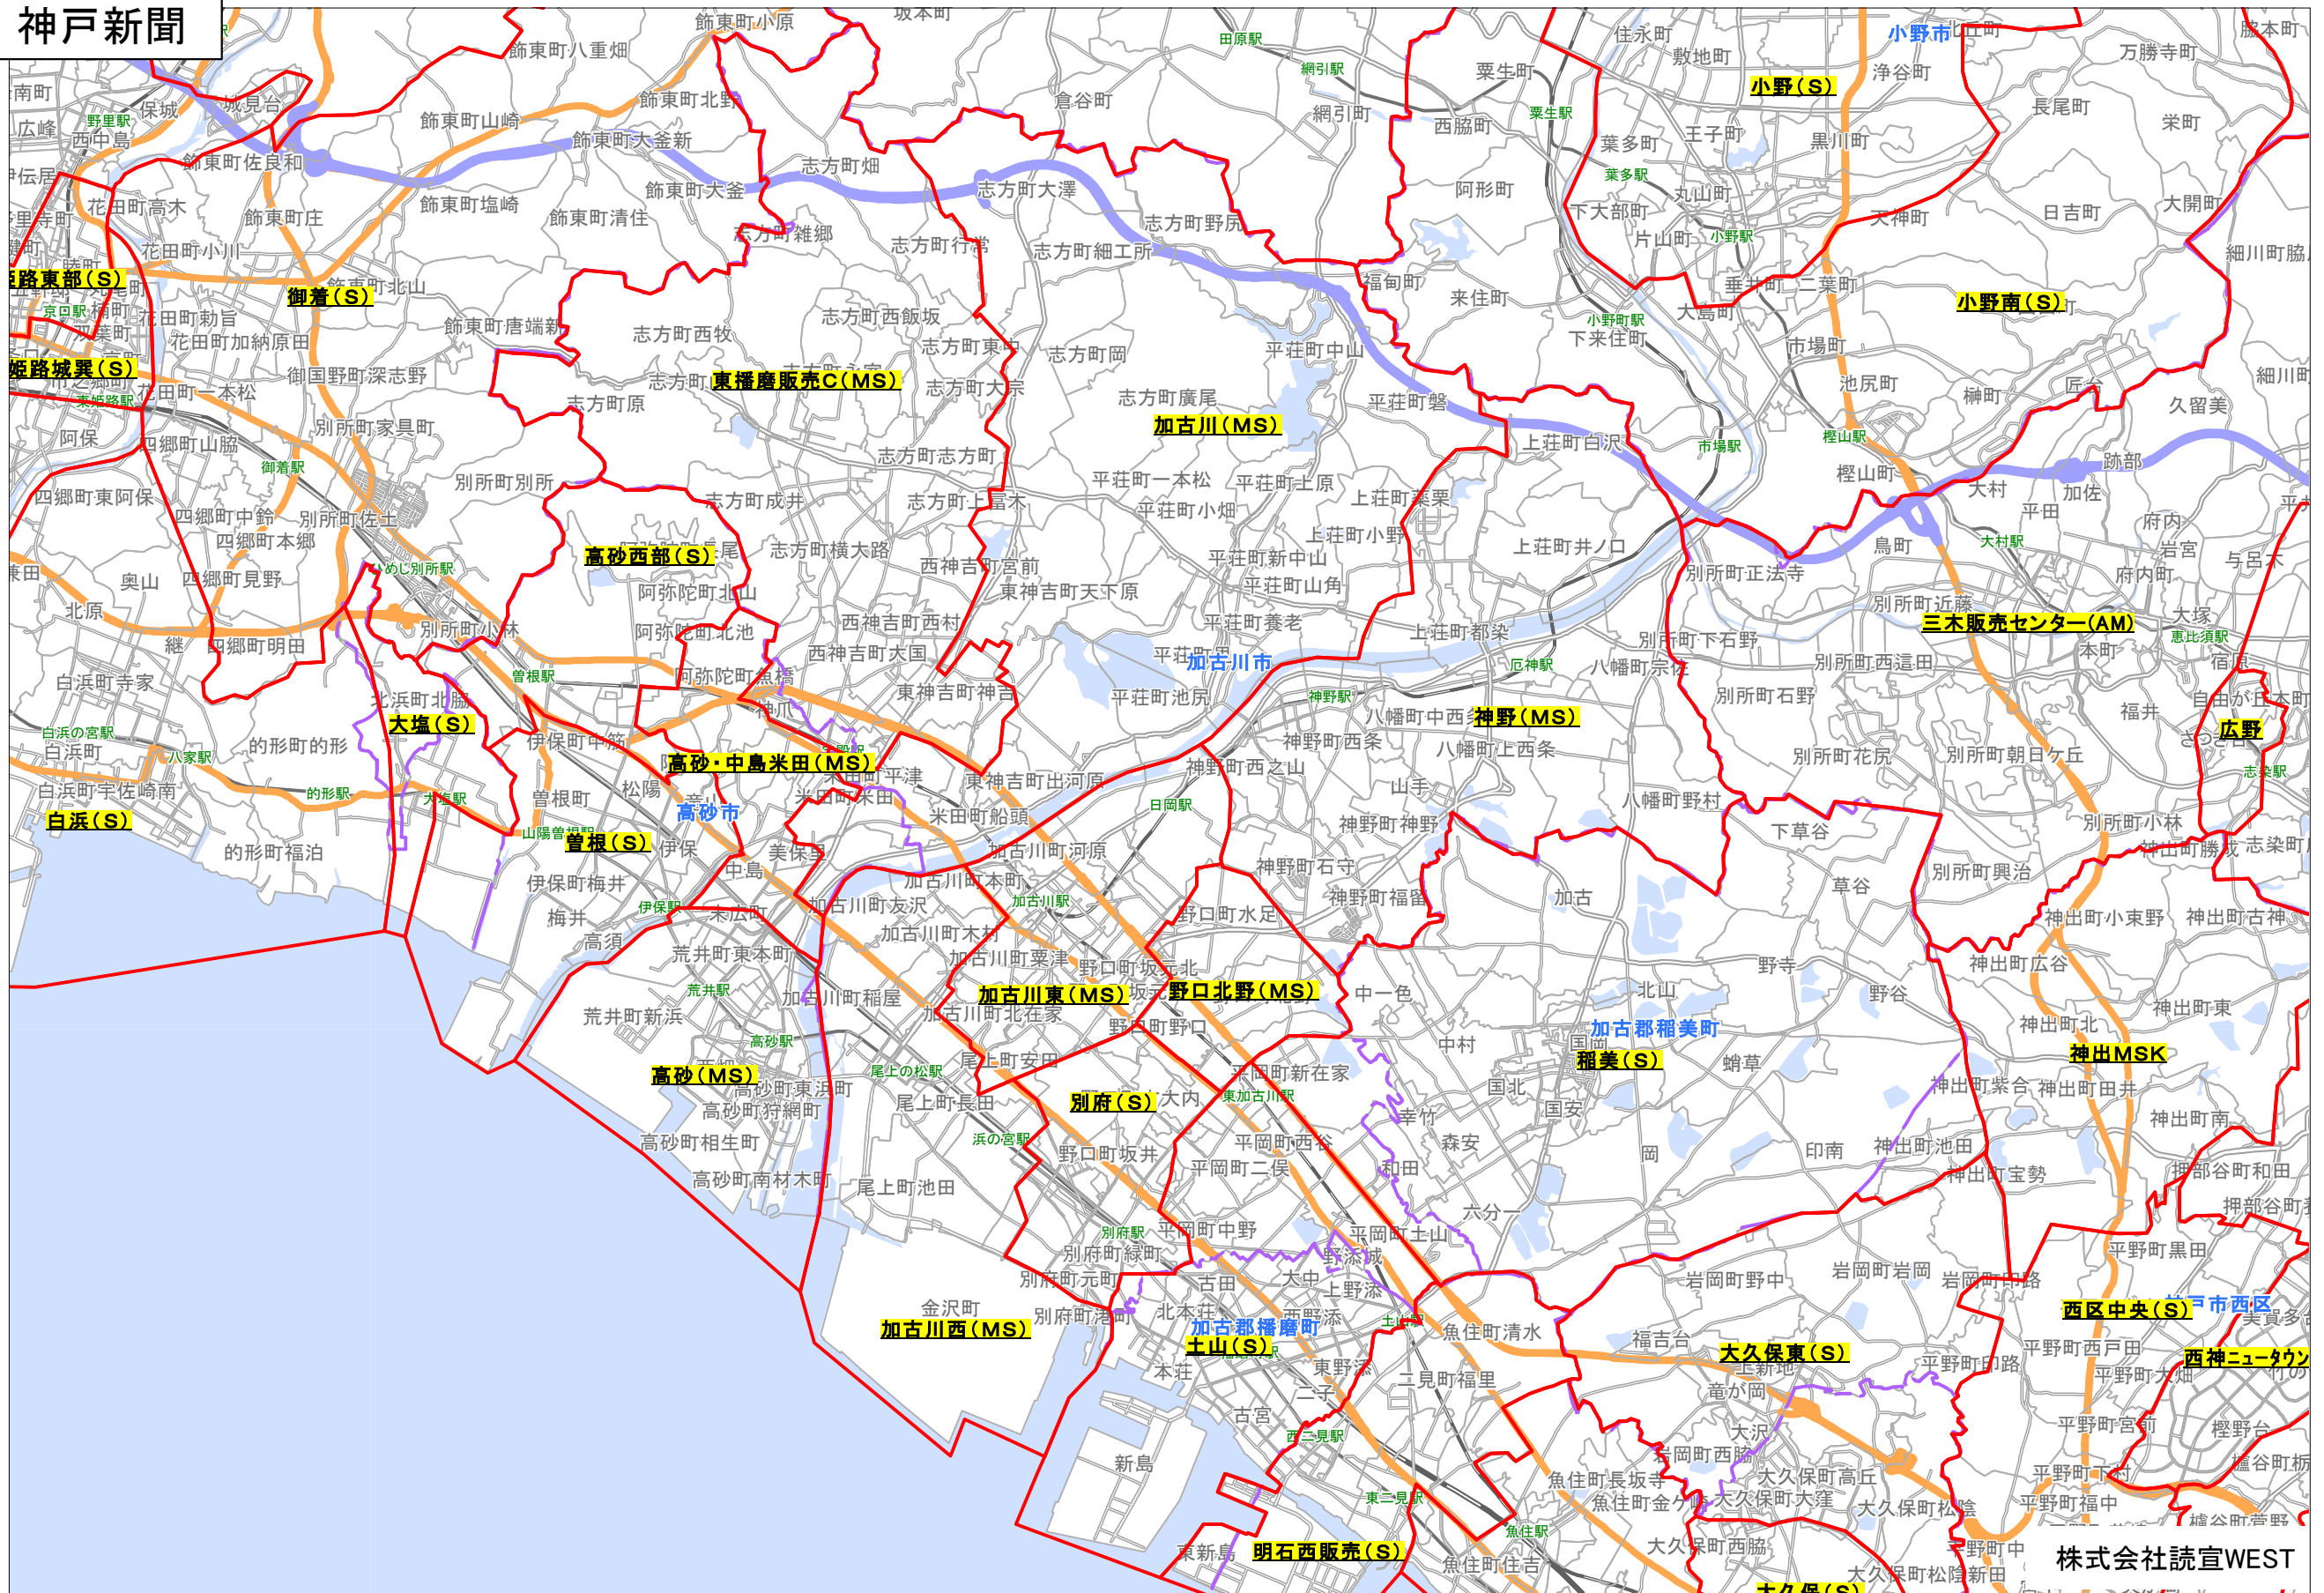 神戸新聞
飾東町小原
坂本町
田原駅
住永町
小野市
脇本町
飾東町八重畑
網引駅
粟生町
敷地町
浄谷町
万勝寺町
小野(S)
保城
城見台
飾東町北野
倉谷町
網引町
粟生駅
長尾町
広峰
野里駅
飾東町山崎
西脇町
王子町
栄町
西中島
飾東町大釜新
葉多町
黒川町
飾東町佐良和
志方町畑
葉多駅
飾東町大釜
志方町大澤
阿形町
丸山町
花田町高木
飾東町庄
飾東町塩崎
飾東町清住
志方町野尻
下大部町
天神町
日吉町
大開町
志方町雑郷
志方町行常
志方町細工所
片山町
小野駅
花田町小川
姫路東部(S)
御着(S)
飾東町北山
福甸町
来住町
垂井町
二葉町
小野南(S)
京口駅
楠町
花田町勅旨
志方町西飯坂
大島町
双葉町
花田町加納原田
飾東町唐端新
志方町西牧
志方町東中
志方町岡
平荘町中山
小野町駅
下来住町
市場町
姫路城巽(S)
御国野町深志野
東播磨販売C(MS)
志方町大宗
池尻町
東姫路駅
花田町一本松
志方町原
志方町廣尾
平荘町磐
榊町
匠台
久留美
加古川(MS)
阿保
四郷町山脇
別所町家具町
上荘町白沢
市場駅
樫山駅
御着駅
志方町志方町
跡部
四郷町東阿保
別所町別所
志方町成井
志方町上富木
平荘町一本松
平荘町上原
上荘町薬栗
樫山町
大村
加佐
四郷町中鈴
別所町佐土
平荘町小畑
平田
府内
四郷町本郷
高砂西部(S)
志方町横大路
上荘町小野
上荘町井ノ口
鳥町
大村駅
岩宮
奥山
四郷町見野
ひめし別所駅
西神吉町宮前
平荘町新中山
別所町正法寺
府内町
与呂木
北原
阿弥陀町北山
東神吉町天下原
平荘町山角
別所町近藤
大塚
継
四郷町明田
別所町小林
阿弥陀町北池
西神吉町西村
平荘町養老
上荘町都染
別所町下石野
三木販売センター(AM)
恵比須駅
西神吉町大国
加古川市
厄神駅
八幡町宗佐
別所町西這田
本町
宿原
白浜町寺家
曽根駅
阿弥陀町魚橋
東神吉町神吉
平荘町池尻
神野駅
別所町石野
自由が丘本町
北浜町北脇
神爪
大塩(S)
八幡町中西条
神野(MS)
福井
広野
白浜の宮駅
白浜町
的形町的形
伊保町中筋
神野町西条
八幡町上西条
別所町花尻
別所町朝日ケ丘
八家駅
高砂・中島米田(MS)
米田町平津
東神吉町出河原
神野町西之山
志染駅
白浜町宇佐崎南
的形駅
大塩駅
曽根町
松陽
米田町米田
山手
八幡町野村
白浜(S)
高砂市
米田町船頭
日岡駅
神野町神野
下草谷
別所町小林
山陽曽根駅
曽根(S)
伊保
美保里
加古川町河原
神出町勝成
的形町福泊
中島
加古川町本町
神野町石守
草谷
別所町興治
伊保町梅井
加古川駅
神野町福留
加古
梅井
伊保駅
末広町
加古川町友沢
野口町水足
神出町小束野
神出町古神
高須
加古川町木村
荒井町東本町
加古川町粟津
野口町坂元北
野寺
神出町広谷
荒井駅
加古川町稲屋
加古川東(MS)
野口北野(MS)
中一色
北山
野谷
神出町東
荒井町新浜
加古川町北在家
野口町野口
加古郡稲美町
神出町北
高砂駅
中村
国岡
稲美(S)
神出MSK
高砂(MS)
尾上町安田
尾上の松駅
平岡町新在家
蛸草
高砂町東浜町
尾上町長田
別府(S)
東加古川駅
国北
神出町紫合
神出町田井
高砂町狩網町
国安
幸竹
神出町南
高砂町相生町
浜の宮駅
野口町坂井
平岡町西谷
森安
岡
印南
神出町池田
高砂町南材木町
尾上町池田
平岡町二俣
和田
神出町宝勢
押部谷町和田
六分一
別府駅
平岡町中野
平岡町土山
別府町緑町
野添城
平野町黒田
別府町元町
古田
大中
上野添
岩岡町野中
岩岡町岩岡
岩岡町印路
金沢町
別府町港町
北本荘
西野添
西区中央(S)
神戸市西区
加古川西(MS)
加古郡播磨町
土山駅
魚住町清水
福吉台
土山(S)
大久保東(S)
平野町西戸田
西神ニュータウン
本荘
東野添
上新地
平野町印路
平野町大畑
二子
二見町福里
竜が岡
古宮
大沢
平野町宮前
樫野台
西二見駅
岩岡町西脇
新島
魚住町長坂寺
大久保町高丘
平野町下村
東二見駅
大久保町大窪
大久保町松陰
平野町福中
魚住駅
東新島
明石西販売(S)
魚住町住吉
大久保町西脇
大久保町松陰新田
株式会社読宣WEST
大久保(S)